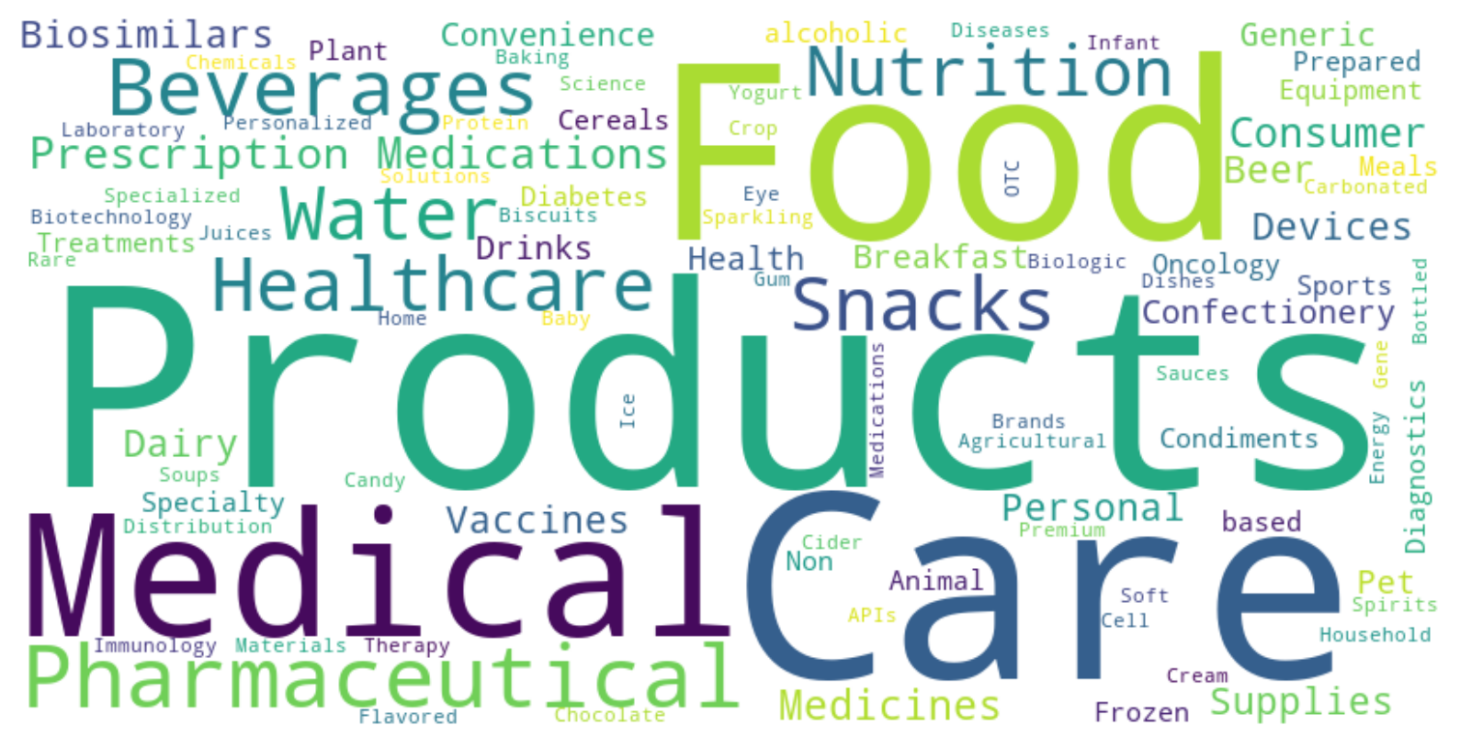 Biosimilars Convenience alcoholic Diseases Generic
Plant Infant
Chemicals Baking Nutrition Prepared
Beverages Science Yogurt Food Equipment
Laboratory Personalized Protein Cereals Crop Consumer
Prescription Medications Beer Meals
Solutions OTC Carbonated
Specialized Water Diabetes Eye
Biotechnology Juices Biscuits Sparkling Devices
Treatments Drinks
Rare Health Breakfast Biologic Oncology
Healthcare Gum Snacks Dishes Sports Bottled
Home Baby Confectionery
Products Medications Sauces Gene
Ice Brands
Dairy Agricultural Condiments Energy Diagnostics
Soups Candy
Specialty Vaccines Personal based
Distribution Premium
Medical Care Cider
Non Animal Pet
APIs Soft Spirits
Cell Household
Immunology Materials Therapy
Pharmaceutical Cream
Medicines Frozen Supplies
Flavored Chocolate